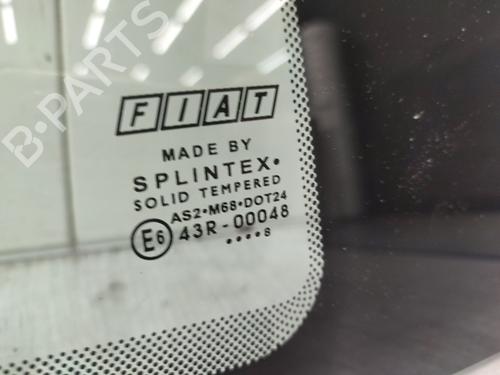 B-PARTS
FIAT
MADE BY
SPLINTEX•
SOLID TEMPERED
AS2•M68•DOT24
E6 43R-00048
••••8